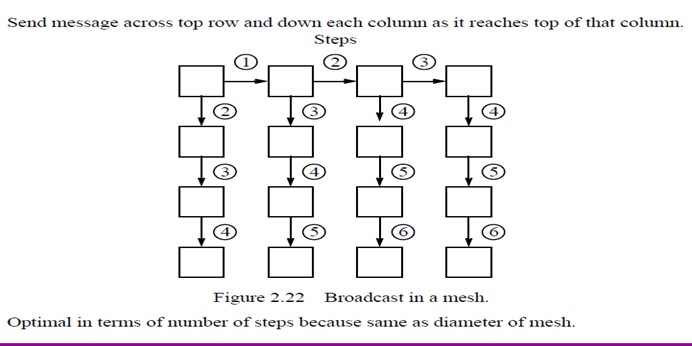 Send message across top row and down each column as it reaches top of that column.
Steps
1 2 3
2 3 4 4
3 4 5 5
4 5 6 6
Figure 2.22 Broadcast in a mesh.
Optimal in terms of number of steps because same as diameter of mesh.